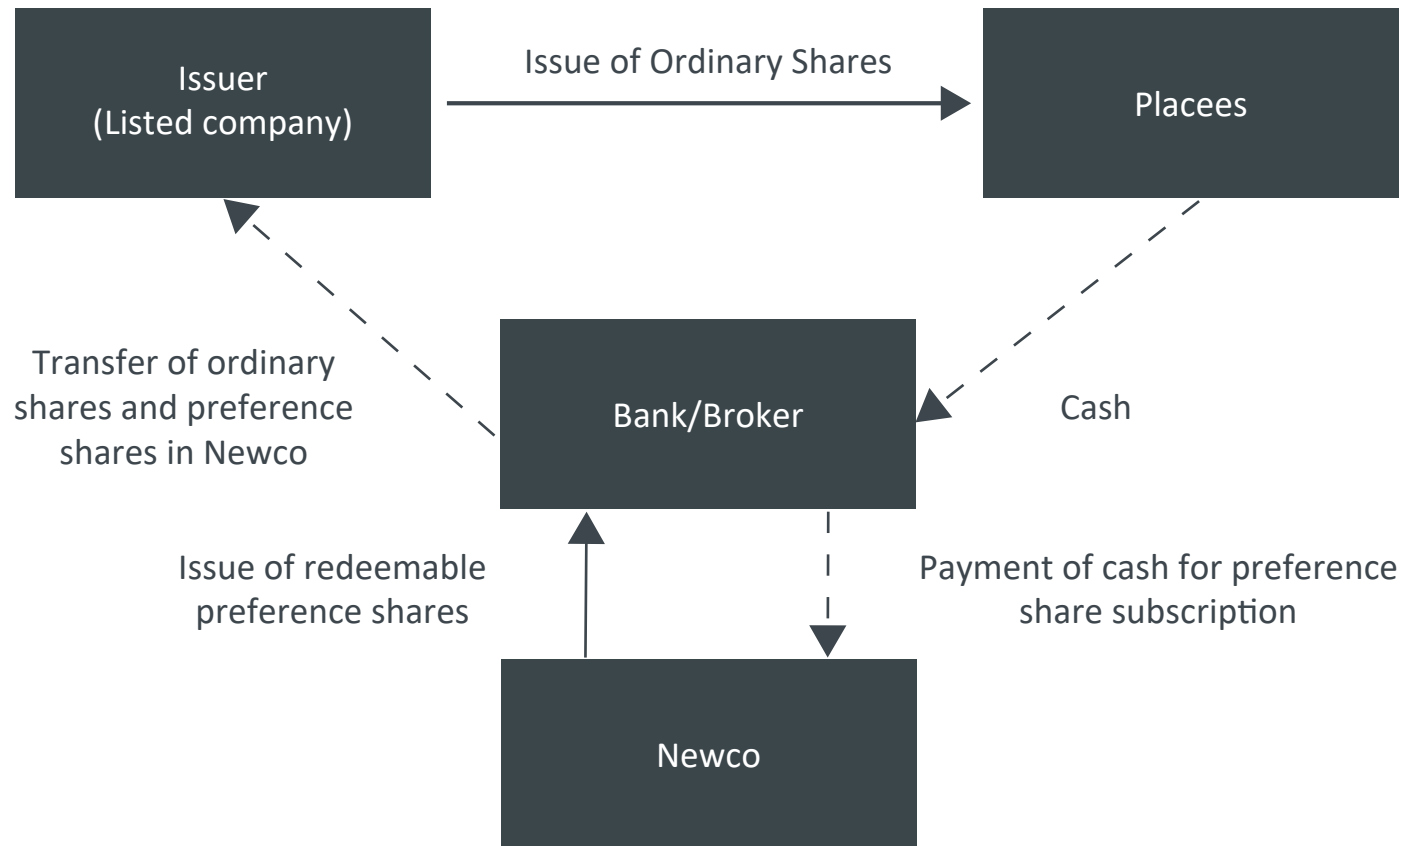 Issuer
(Listed company)
Issue of Ordinary Shares
Placees
Transfer of ordinary
shares and preference
shares in Newco
Bank/Broker
Cash
Issue of redeemable
preference shares
Payment of cash for preference
share subscription
Newco